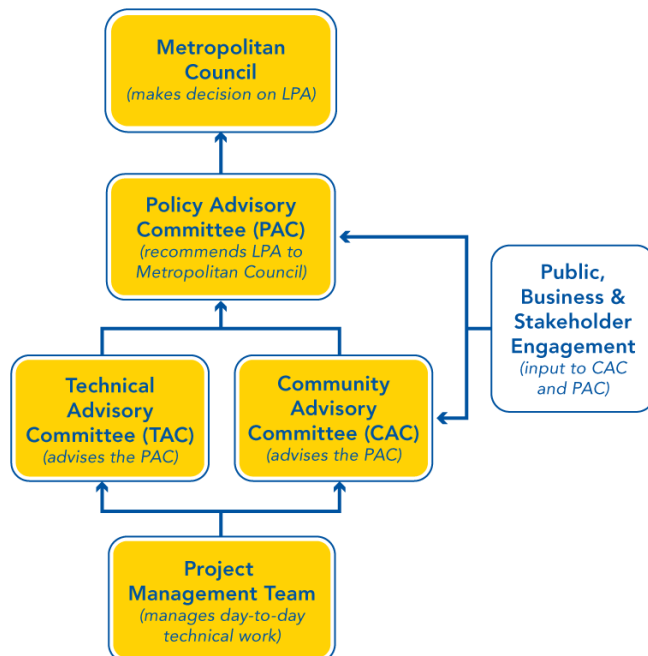 Metropolitan
Council
(makes decision on LPA)
Policy Advisory
Committee (PAC)
(recommends LPA to
Metropolitan Council)
Public,
Business &
Stakeholder
Engagement
(input to CAC
and PAC)
Technical
Advisory
Committee (TAC)
(advises the PAC)
Community
Advisory
Committee (CAC)
(advises the PAC)
Project
Management Team
(manages day-to-day
technical work)